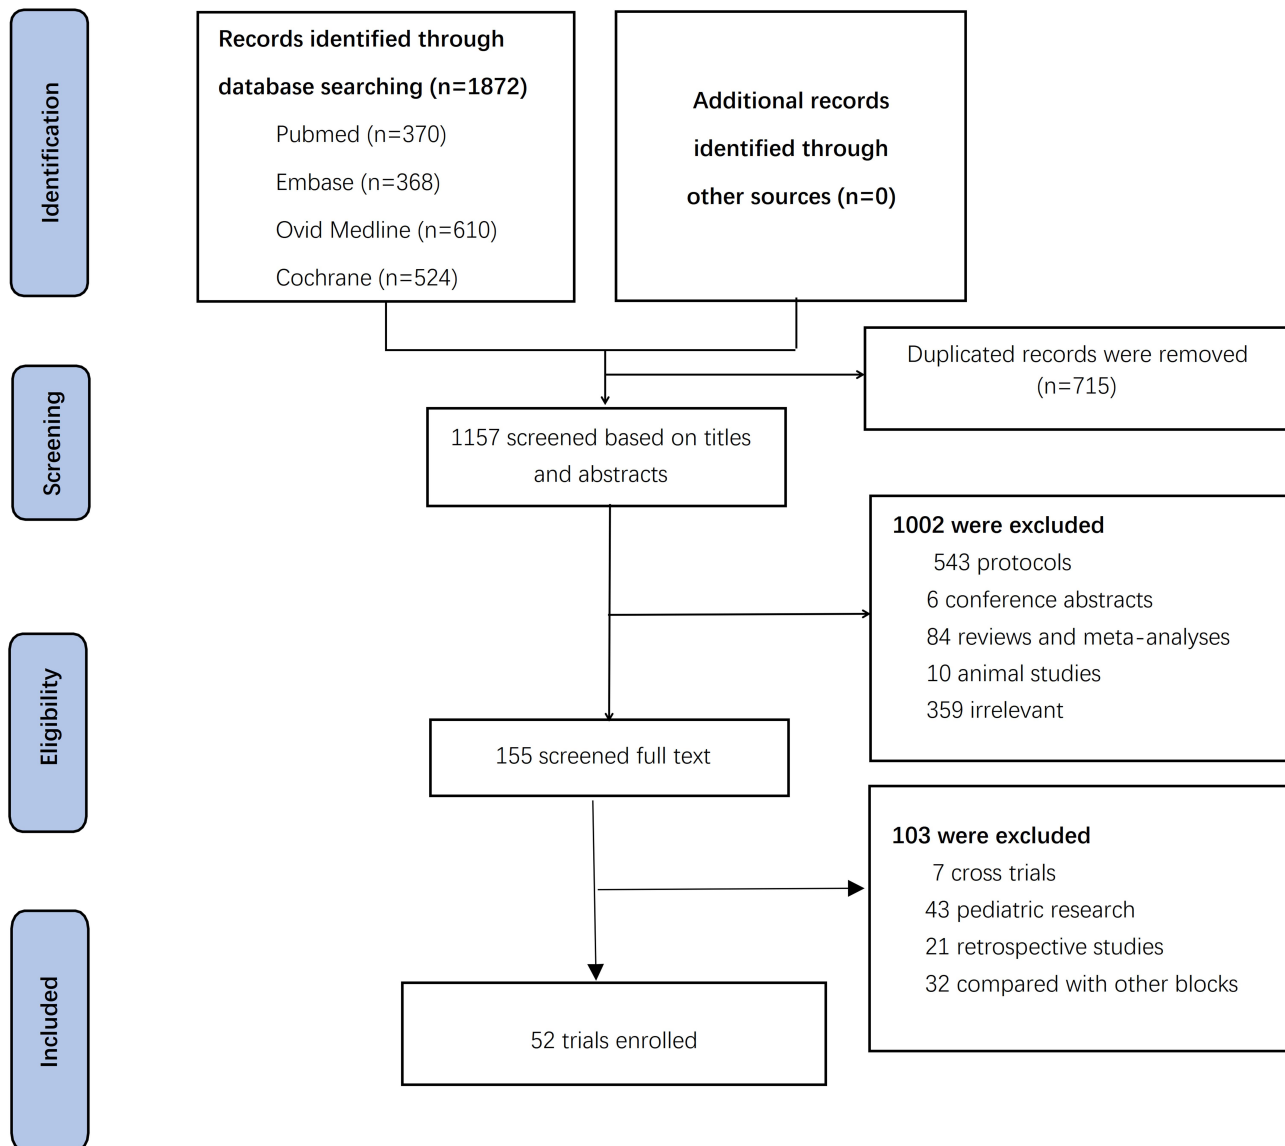 Identification
Records identified through
database searching (n=1872)
Pubmed (n=370)
Embase (n=368)
Ovid Medline (n=610)
Cochrane (n=524)
Additional records
identified through
other sources (n=0)
Screening
Duplicated records were removed
(n=715)
1157 screened based on titles
and abstracts
1002 were excluded
543 protocols
6 conference abstracts
84 reviews and meta-analyses
10 animal studies
359 irrelevant
Eligibility
155 screened full text
103 were excluded
7 cross trials
43 pediatric research
21 retrospective studies
32 compared with other blocks
Included
52 trials enrolled